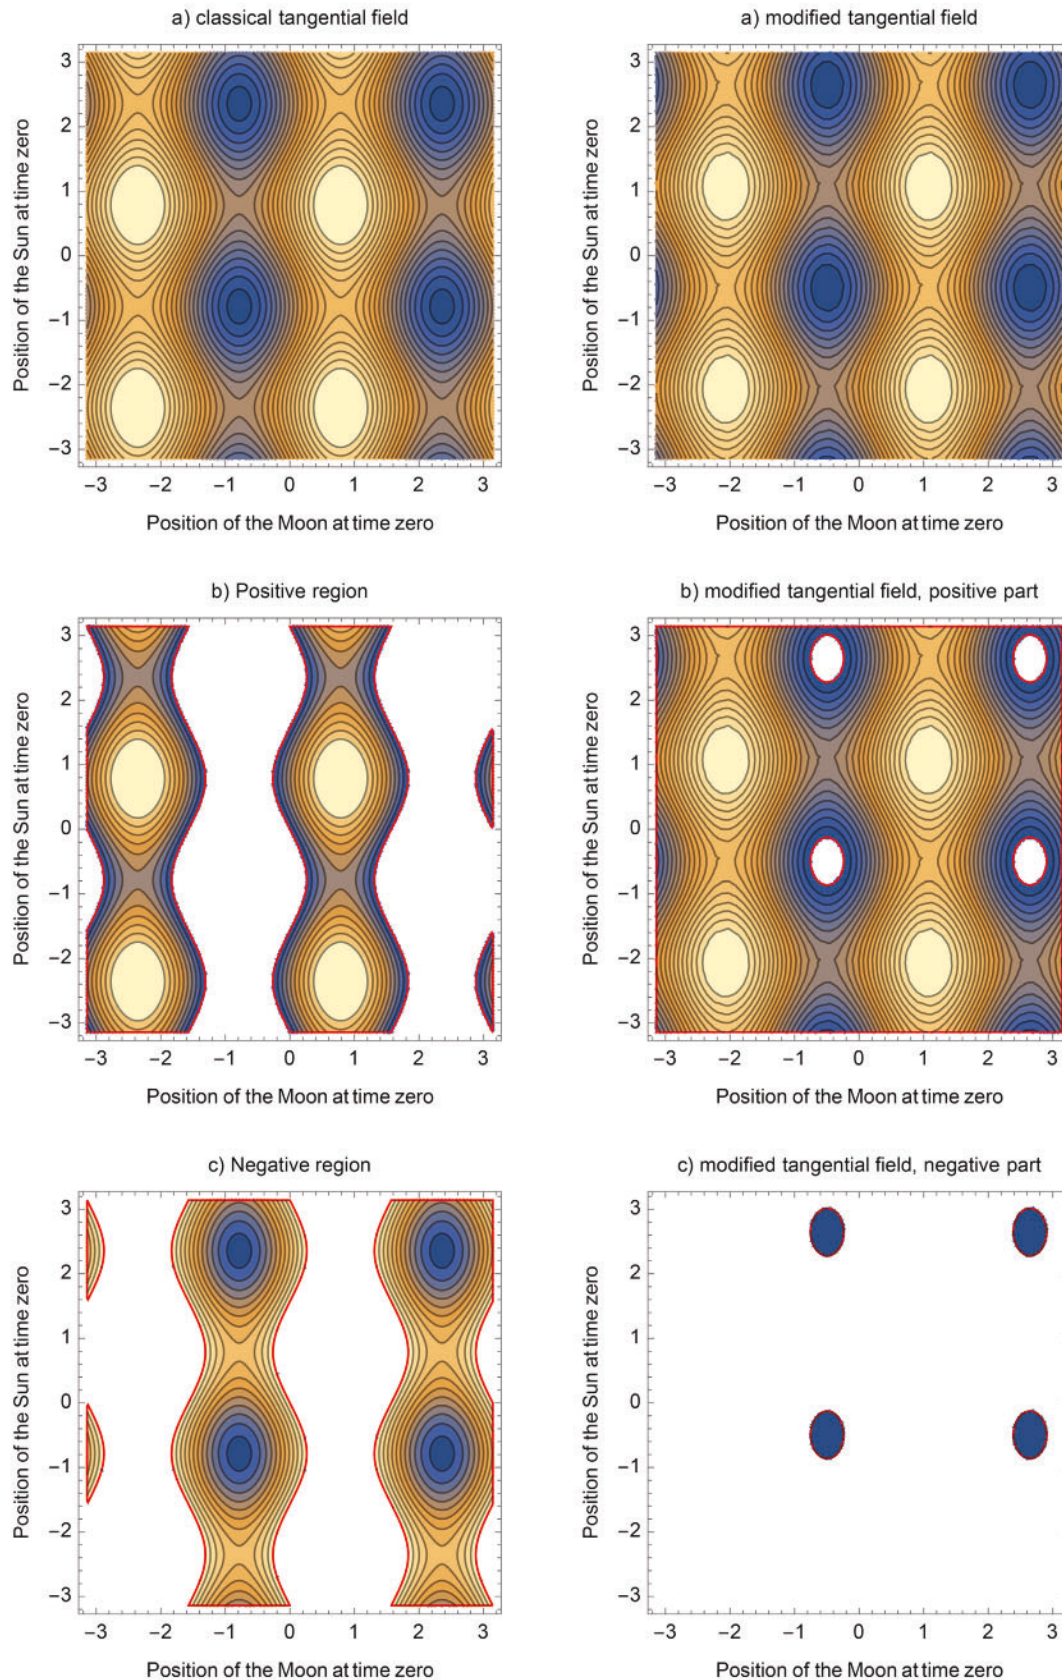 a) classical tangential field
3
2
1
0
−1
−2
−3
Position of the Sun at time zero
−3 −2 −1 0 1 2 3
Position of the Moon at time zero
a) modified tangential field
3
2
1
0
−1
−2
−3
Position of the Sun at time zero
−3 −2 −1 0 1 2 3
Position of the Moon at time zero
b) Positive region
3
2
1
0
−1
−2
−3
Position of the Sun at time zero
−3 −2 −1 0 1 2 3
Position of the Moon at time zero
b) modified tangential field, positive part
3
2
1
0
−1
−2
−3
Position of the Sun at time zero
−3 −2 −1 0 1 2 3
Position of the Moon at time zero
c) Negative region
3
2
1
0
−1
−2
−3
Position of the Sun at time zero
−3 −2 −1 0 1 2 3
Position of the Moon at time zero
c) modified tangential field, negative part
3
2
1
0
−1
−2
−3
Position of the Sun at time zero
−3 −2 −1 0 1 2 3
Position of the Moon at time zero